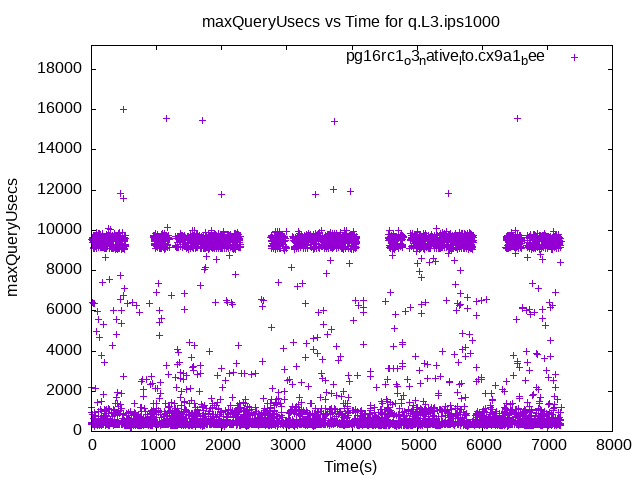 maxQueryUsecs vs Time for q.L3.ips1000
pg16rc1_o3_native_lto.cx9a1_bee
18000
16000
14000
12000
10000
8000
6000
4000
2000
0
maxQueryUsecs
0 1000 2000 3000 4000 5000 6000 7000 8000
Time(s)